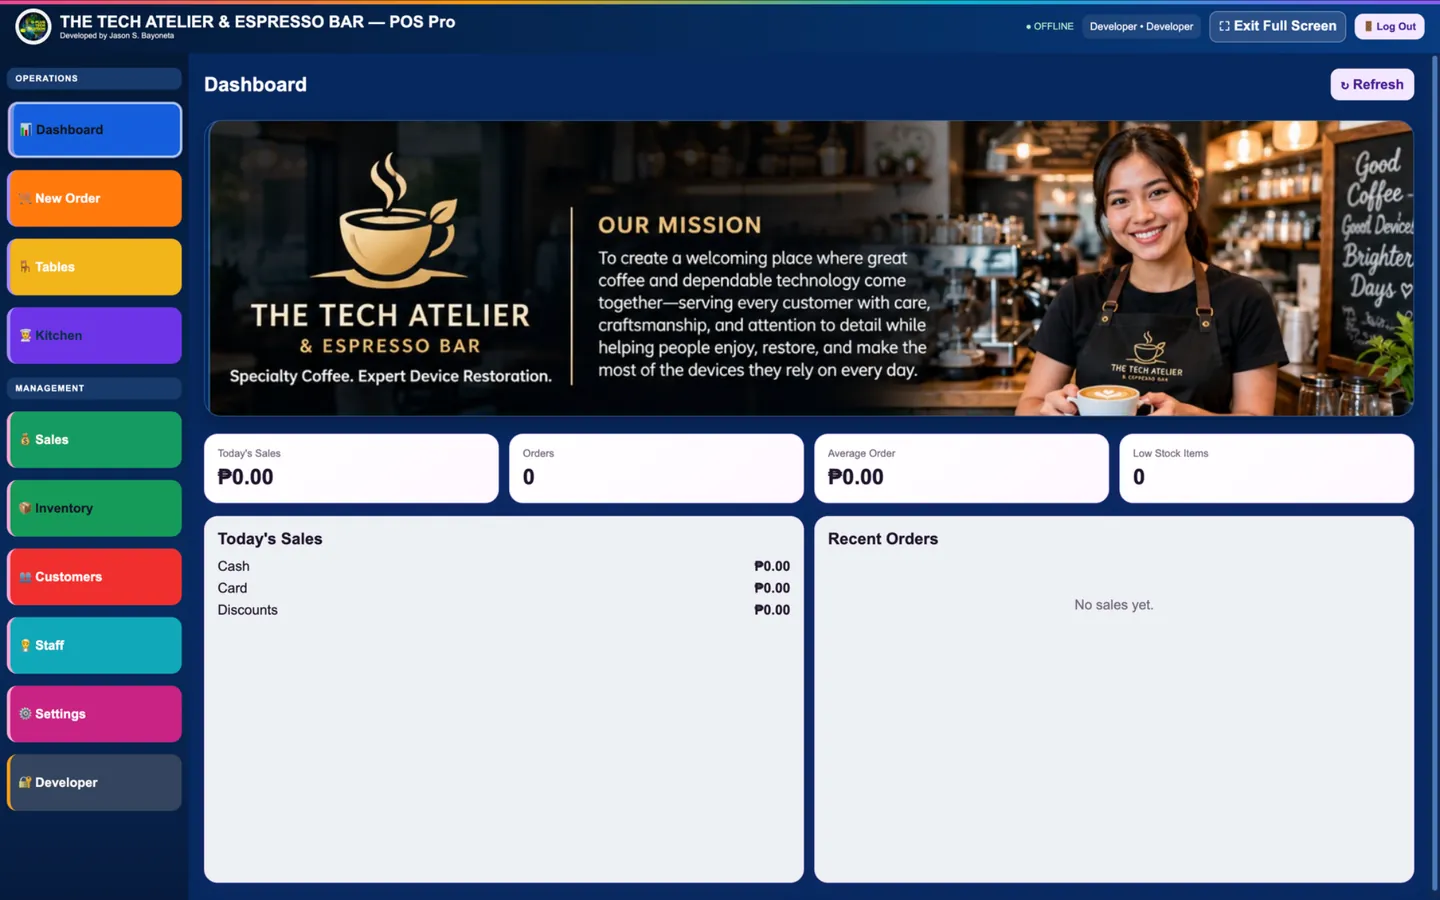 THE TECH ATELIER & ESPRESSO BAR — POS Pro
Developed by Jason S. Bayoneta
● OFFLINE
Developer • Developer
Exit Full Screen
Log Out
OPERATIONS
Dashboard
New Order
Tables
Kitchen
MANAGEMENT
Sales
Inventory
Customers
Staff
Settings
Developer
Dashboard
↻ Refresh
THE TECH ATELIER
& ESPRESSO BAR
Specialty Coffee. Expert Device Restoration.
OUR MISSION
To create a welcoming place where great
coffee and dependable technology come
together—serving every customer with care,
craftsmanship, and attention to detail while
helping people enjoy, restore, and make the
most of the devices they rely on every day.
THE TECH ATELIER
& ESPRESSO BAR
Good
Coffee
Good Devices
Brighter
Days ♡
Today's Sales
₱0.00
Orders
0
Average Order
₱0.00
Low Stock Items
0
Today's Sales
Cash ₱0.00
Card ₱0.00
Discounts ₱0.00
Recent Orders
No sales yet.